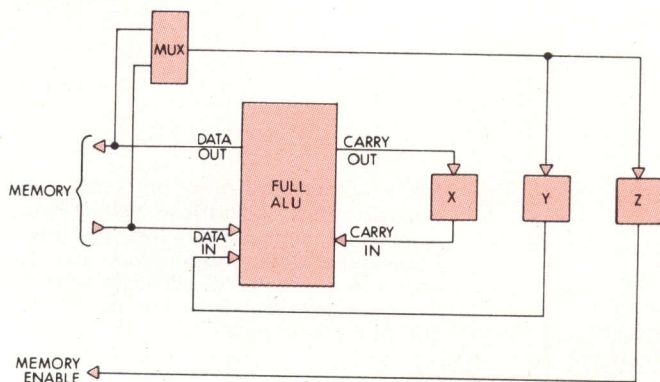 MUX
DATA
OUT
CARRY
OUT
MEMORY
FULL
ALU
X
Y
Z
DATA
IN
CARRY
IN
MEMORY
ENABLE